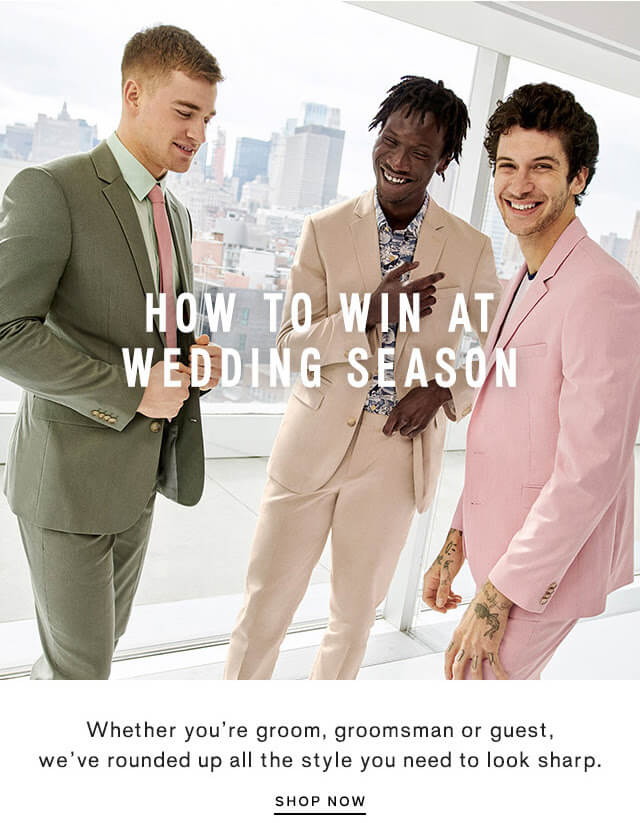 HOW TO WIN AT
WEDDING SEASON
Whether you’re groom, groomsman or guest,
we’ve rounded up all the style you need to look sharp.
SHOP NOW